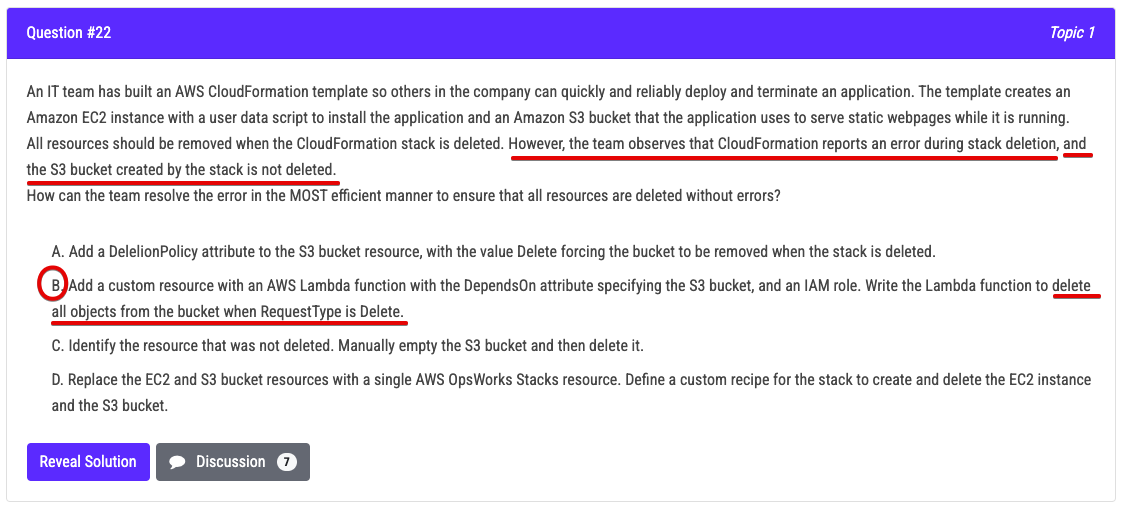 Question #22
Topic 1
An IT team has built an AWS CloudFormation template so others in the company can quickly and reliably deploy and terminate an application. The template creates an
Amazon EC2 instance with a user data script to install the application and an Amazon S3 bucket that the application uses to serve static webpages while it is running.
All resources should be removed when the CloudFormation stack is deleted. However, the team observes that CloudFormation reports an error during stack deletion, and
the S3 bucket created by the stack is not deleted.
How can the team resolve the error in the MOST efficient manner to ensure that all resources are deleted without errors?
A. Add a DelelionPolicy attribute to the S3 bucket resource, with the value Delete forcing the bucket to be removed when the stack is deleted.
B. Add a custom resource with an AWS Lambda function with the DependsOn attribute specifying the S3 bucket, and an IAM role. Write the Lambda function to delete
all objects from the bucket when RequestType is Delete.
C. Identify the resource that was not deleted. Manually empty the S3 bucket and then delete it.
D. Replace the EC2 and S3 bucket resources with a single AWS OpsWorks Stacks resource. Define a custom recipe for the stack to create and delete the EC2 instance
and the S3 bucket.
Reveal Solution
Discussion 7